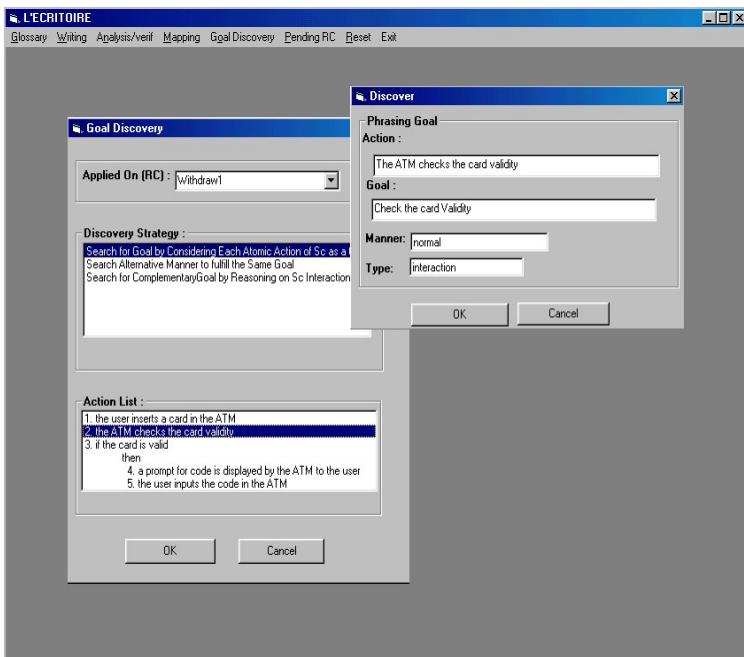 L'ECRITOIRE
Glossary Writing Analysis/verif Mapping Goal Discovery Pending RC Reset Exit
Goal Discovery
Applied On (RC) : Withdraw1
Discovery Strategy :
Search for Goal by Considering Each Atomic Action of Sc as a
Search Alternative Manner to fulfill the Same Goal
Search for ComplementaryGoal by Reasoning on Sc Interaction
Action List :
1. the user inserts a card in the ATM
2. the ATM checks the card validity
3. if the card is valid
then
4. a prompt for code is displayed by the ATM to the user
5. the user inputs the code in the ATM
OK Cancel
Discover
Phrasing Goal
Action :
The ATM checks the card validity
Goal :
Check the card Validity
Manner: normal
Type: interaction
OK Cancel